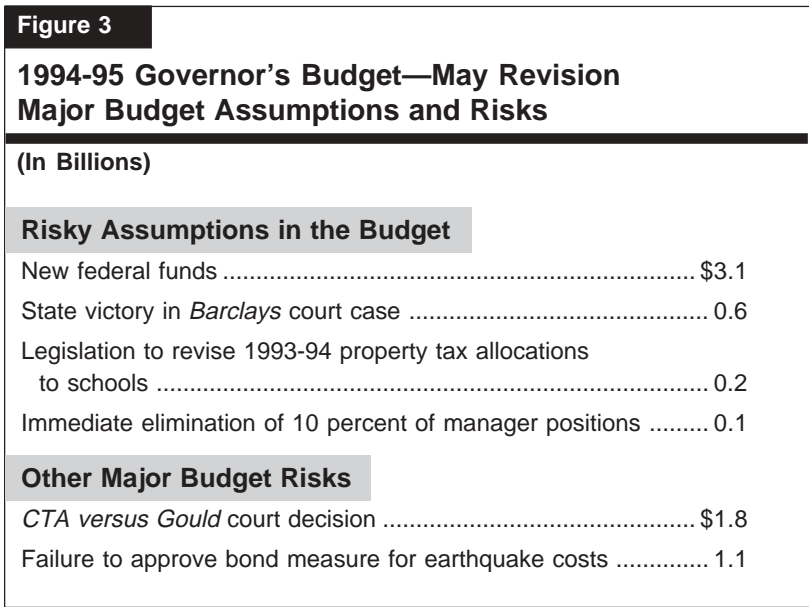 Figure 3
1994-95 Governor's Budget—May Revision
Major Budget Assumptions and Risks
(In Billions)
Risky Assumptions in the Budget
New federal funds ................................................................. $3.1
State victory in Barclays court case ......................................... 0.6
Legislation to revise 1993-94 property tax allocations
to schools ............................................................................. 0.2
Immediate elimination of 10 percent of manager positions ......... 0.1
Other Major Budget Risks
CTA versus Gould court decision ........................................... $1.8
Failure to approve bond measure for earthquake costs .............. 1.1